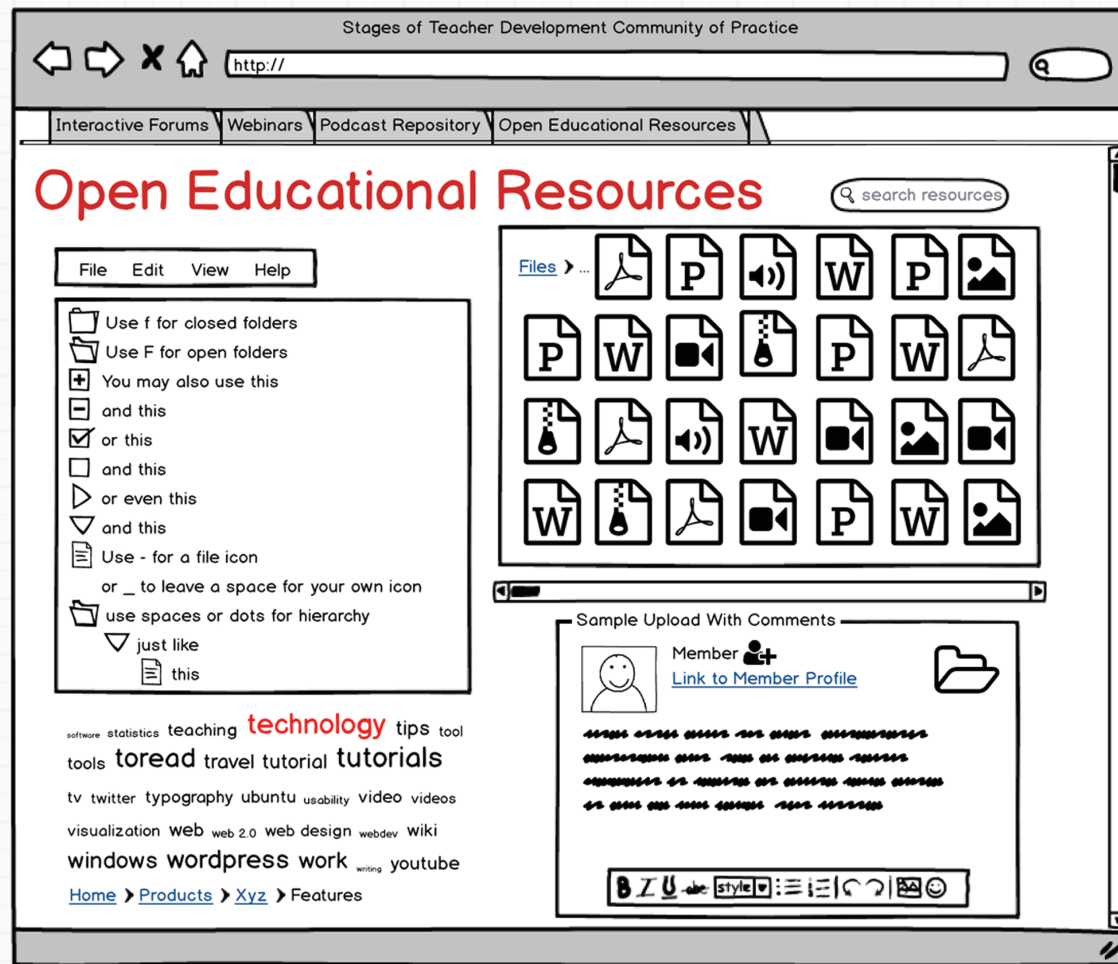 Stages of Teacher Development Community of Practice
http://
Interactive Forums Webinars Podcast Repository Open Educational Resources
Open Educational Resources
search resources
File Edit View Help
Use f for closed folders
Use F for open folders
You may also use this
and this
or this
and this
or even this
and this
Use - for a file icon
or _ to leave a space for your own icon
use spaces or dots for hierarchy
just like
this
software statistics teaching technology tips tool
tools toread travel tutorial tutorials
tv twitter typography ubuntu usability video videos
visualization web web 2.0 web design webdev wiki
windows wordpress work writing youtube
Home > Products > Xyz > Features
Files > ...
P W P
P W P W
W
W P W
Sample Upload With Comments
Member
Link to Member Profile
B I U abc style